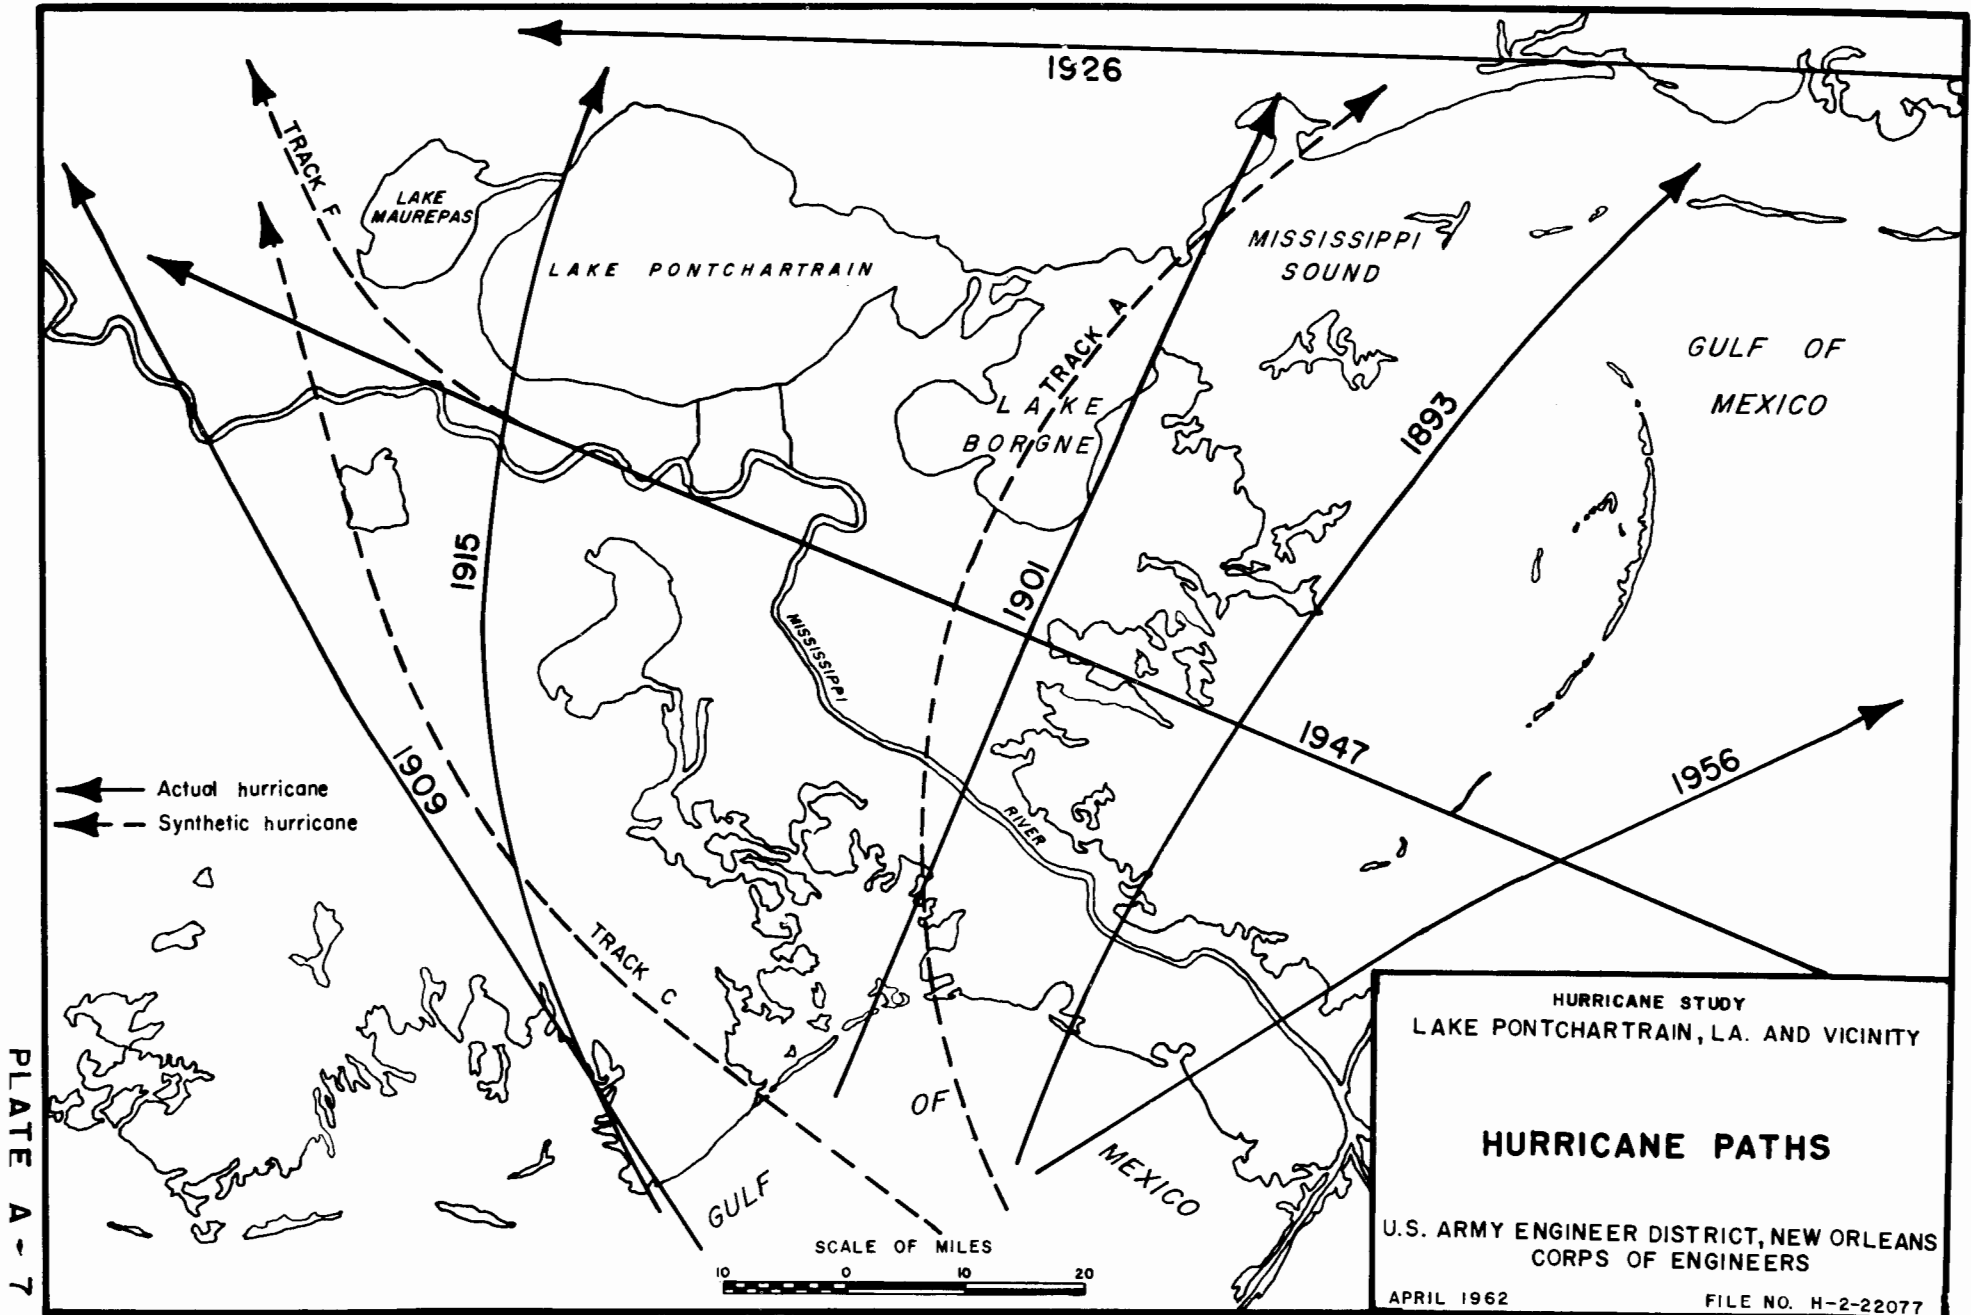 1926
TRACK F
LAKE
MAUREPAS
LAKE PONTCHARTRAIN
MISSISSIPPI
SOUND
TRACK A
GULF OF
MEXICO
LAKE
BORGNE
1893
1915
1901
MISSISSIPPI
1947
1956
1909
Actual hurricane
Synthetic hurricane
RIVER
TRACK C
OF
MEXICO
GULF
SCALE OF MILES
10 0 10 20
HURRICANE STUDY
LAKE PONTCHARTRAIN, LA. AND VICINITY
HURRICANE PATHS
U.S. ARMY ENGINEER DISTRICT, NEW ORLEANS
CORPS OF ENGINEERS
APRIL 1962 FILE NO. H-2-22077
PLATE A-7